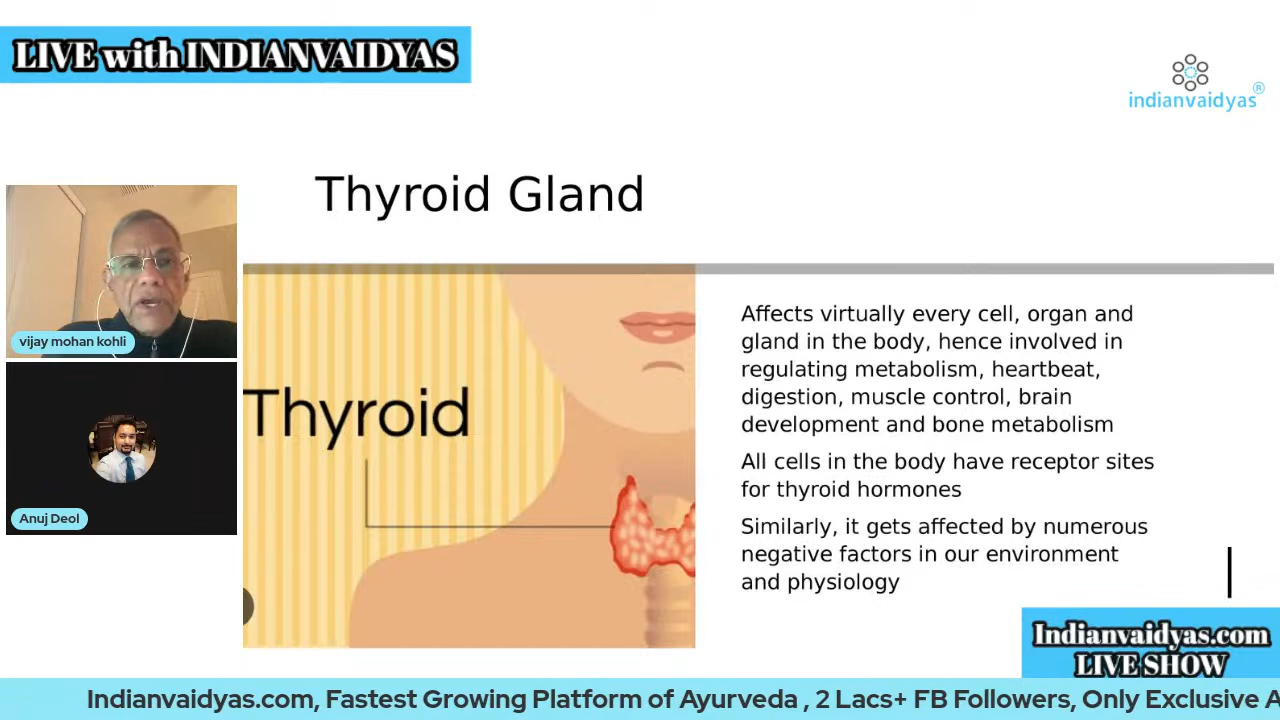 LIVE with INDIANVAIDYAS
indianvaidyas®
Thyroid Gland
vijay mohan kohli
Anuj Deol
Thyroid
Affects virtually every cell, organ and
gland in the body, hence involved in
regulating metabolism, heartbeat,
digestion, muscle control, brain
development and bone metabolism
All cells in the body have receptor sites
for thyroid hormones
Similarly, it gets affected by numerous
negative factors in our environment
and physiology
Indianvaidyas.com
LIVE SHOW
Indianvaidyas.com, Fastest Growing Platform of Ayurveda , 2 Lacs+ FB Followers, Only Exclusive A